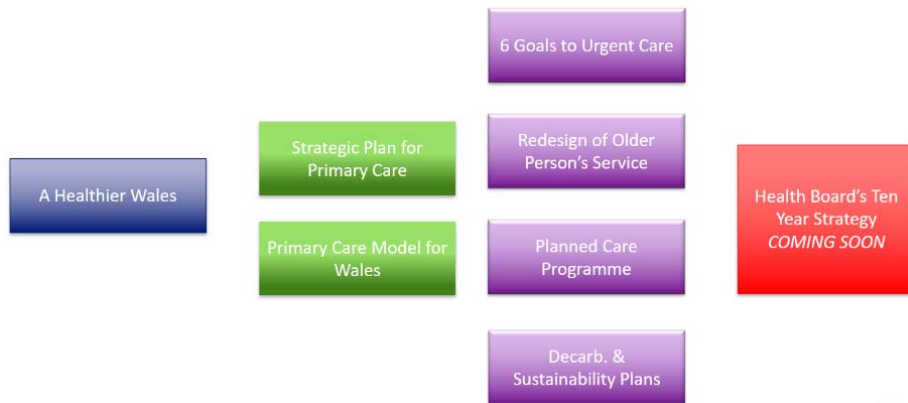 A Healthier Wales
Strategic Plan for
Primary Care
Primary Care Model for
Wales
6 Goals to Urgent Care
Redesign of Older
Person's Service
Planned Care
Programme
Decarb. &
Sustainability Plans
Health Board's Ten
Year Strategy
COMING SOON